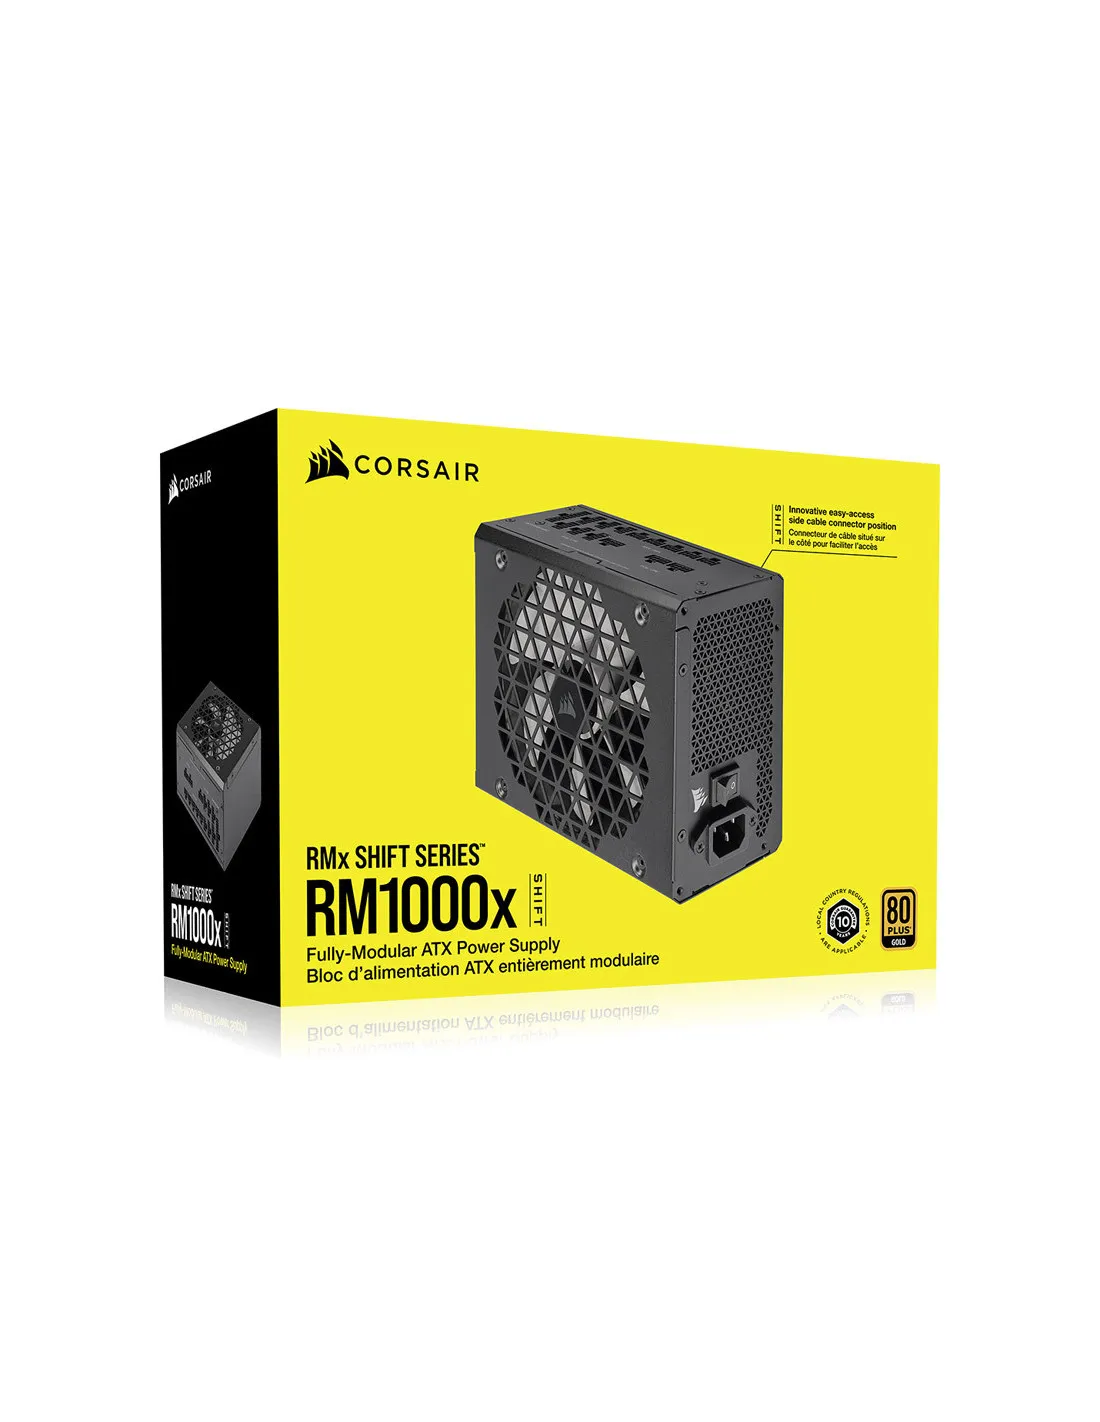 CORSAIR
SHIFT
Innovative easy-access
side cable connector position
Connecteur de câble situé sur
le côté pour faciliter l'accès
RMx SHIFT SERIES™
RM1000x
SHIFT
Fully-Modular ATX Power Supply
Bloc d'alimentation ATX entièrement modulaire
LOCAL COUNTRY REGULATIONS
10
YEARS
ARE APPLICABLE
80
PLUS
GOLD
CORSAIR
RMx SHIFT SERIES™
RM1000x
SHIFT
Fully-Modular ATX Power Supply